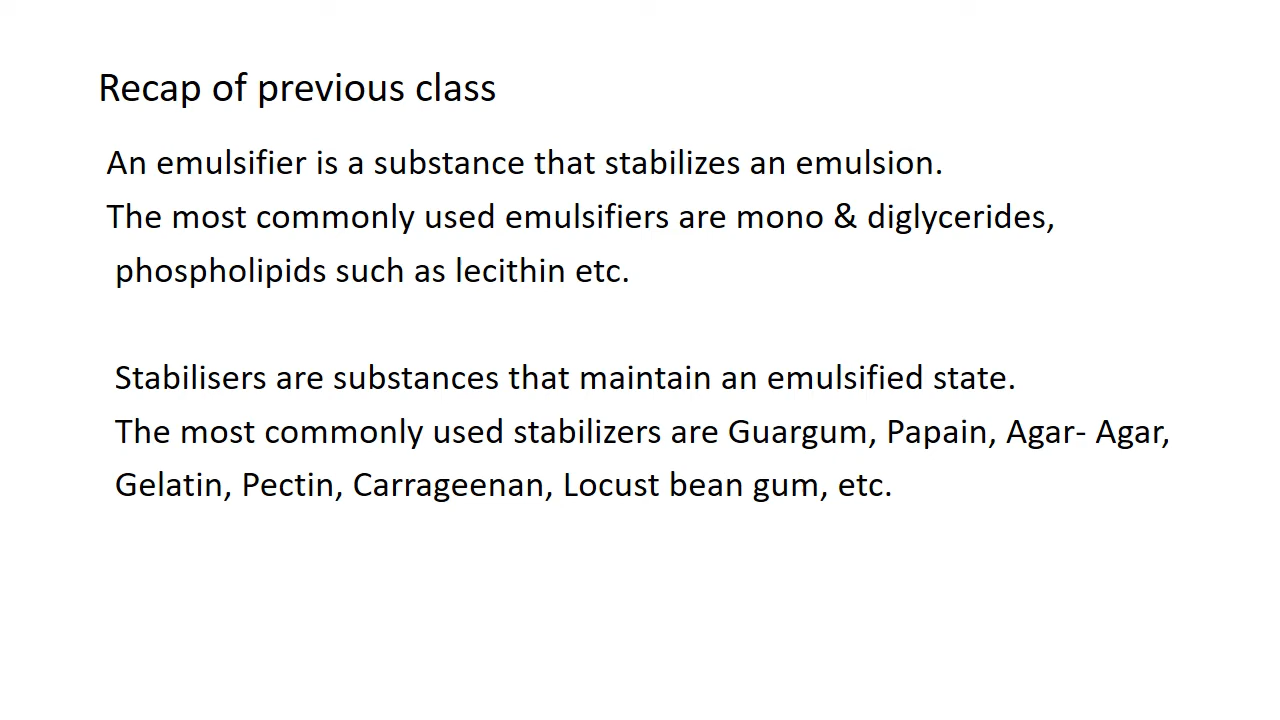 Recap of previous class
An emulsifier is a substance that stabilizes an emulsion.
The most commonly used emulsifiers are mono & diglycerides,
phospholipids such as lecithin etc.
Stabilisers are substances that maintain an emulsified state.
The most commonly used stabilizers are Guargum, Papain, Agar- Agar,
Gelatin, Pectin, Carrageenan, Locust bean gum, etc.